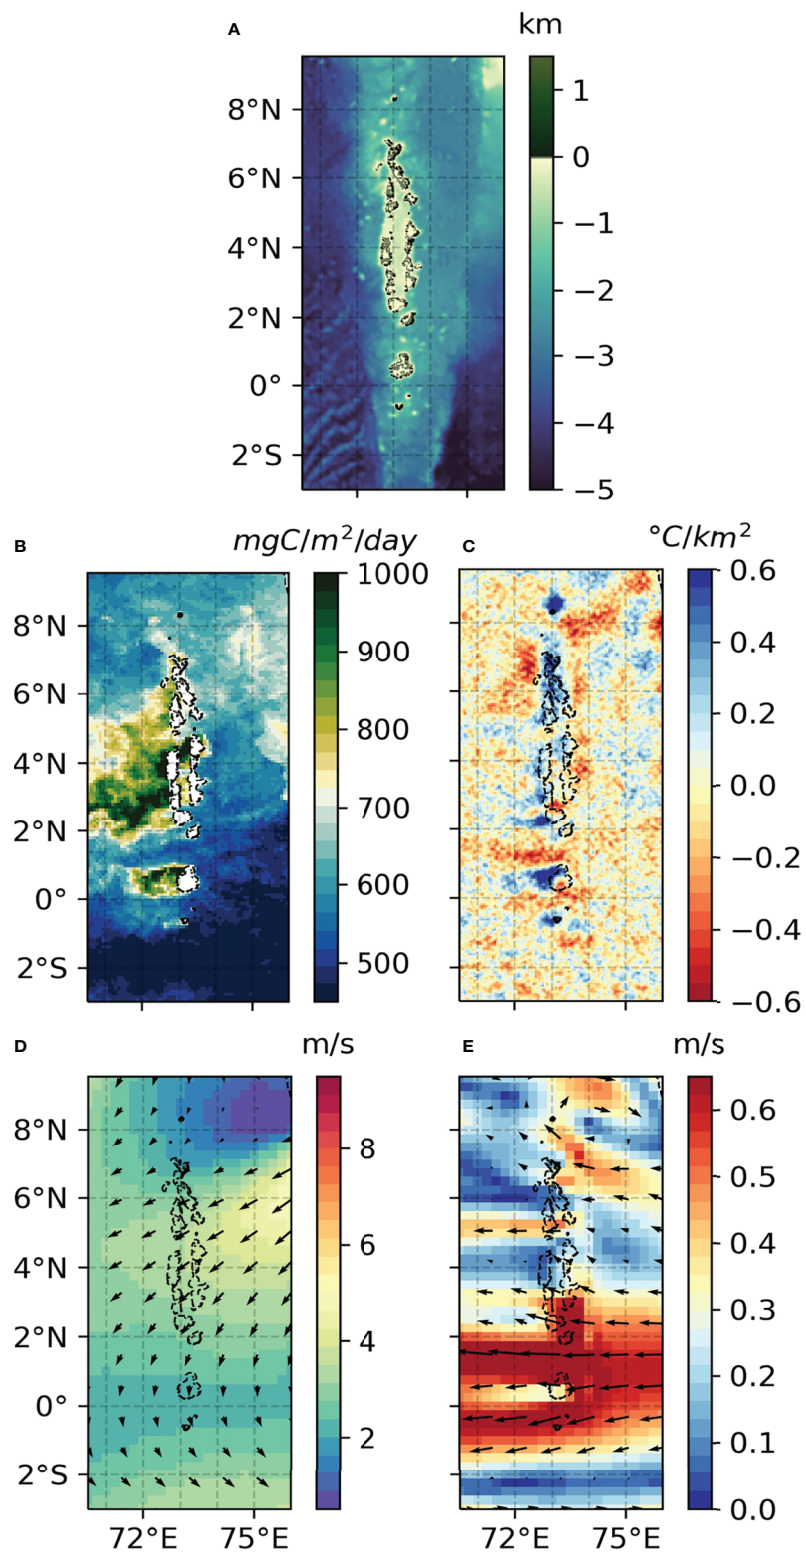 A
km
8°N
6°N
4°N
2°N
0°
2°S
1
0
−1
−2
−3
−4
−5
B
mgC/m²/day
8°N
6°N
4°N
2°N
0°
2°S
1000
900
800
700
600
500
C
°C/km²
0.6
0.4
0.2
0.0
−0.2
−0.4
−0.6
D
m/s
8°N
6°N
4°N
2°N
0°
2°S
72°E 75°E
8
6
4
2
E
m/s
72°E 75°E
0.6
0.5
0.4
0.3
0.2
0.1
0.0